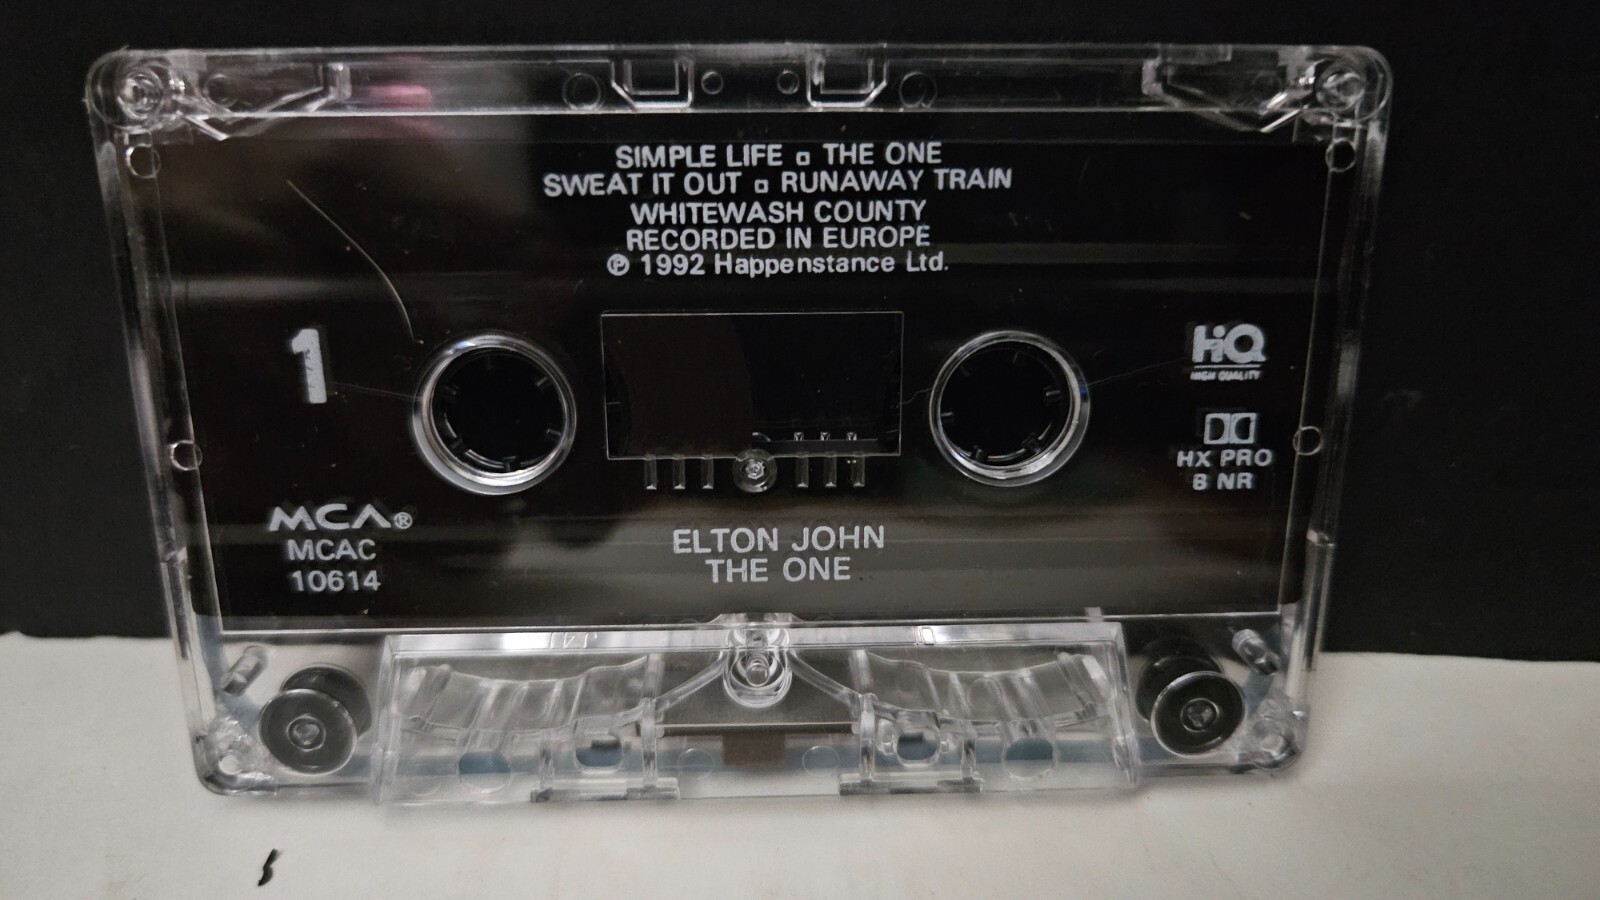 SIMPLE LIFE ▫ THE ONE
SWEAT IT OUT ▫ RUNAWAY TRAIN
WHITEWASH COUNTY
RECORDED IN EUROPE
℗ 1992 Happenstance Ltd.
1
HiQ
HIGH QUALITY
HX PRO
B NR
MCA®
MCAC
10614
ELTON JOHN
THE ONE